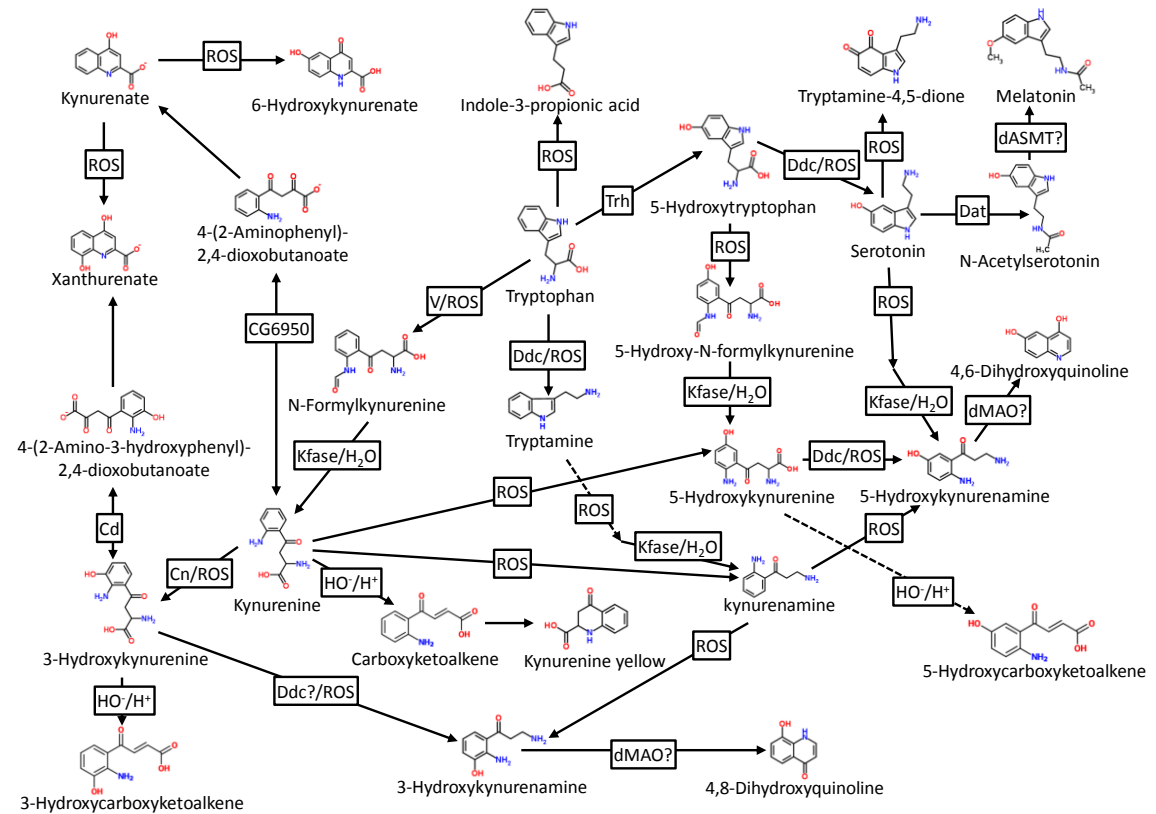 Kynurenate
ROS
6-Hydroxykynurenate
Indole-3-propionic acid
Tryptamine-4,5-dione
Melatonin
ROS
ROS
ROS
dASMT?
4-(2-Aminophenyl)-
2,4-dioxobutanoate
Xanthurenate
Trh
Ddc/ROS
5-Hydroxytryptophan
Dat
Serotonin
N-Acetylserotonin
Tryptophan
ROS
ROS
V/ROS
CG6950
Ddc/ROS
5-Hydroxy-N-formylkynurenine
4,6-Dihydroxyquinoline
N-Formylkynurenine
Kfase/H₂O
Kfase/H₂O
dMAO?
Tryptamine
4-(2-Amino-3-hydroxyphenyl)-
2,4-dioxobutanoate
Kfase/H₂O
Ddc/ROS
5-Hydroxykynurenine
5-Hydroxykynurenamine
ROS
ROS
Cd
ROS
Kfase/H₂O
ROS
Cn/ROS
HO⁻/H⁺
HO⁻/H⁺
Kynurenine
kynurenamine
3-Hydroxykynurenine
Carboxyketoalkene
Kynurenine yellow
ROS
5-Hydroxycarboxyketoalkene
HO⁻/H⁺
Ddc?/ROS
dMAO?
3-Hydroxykynurenamine
4,8-Dihydroxyquinoline
3-Hydroxycarboxyketoalkene